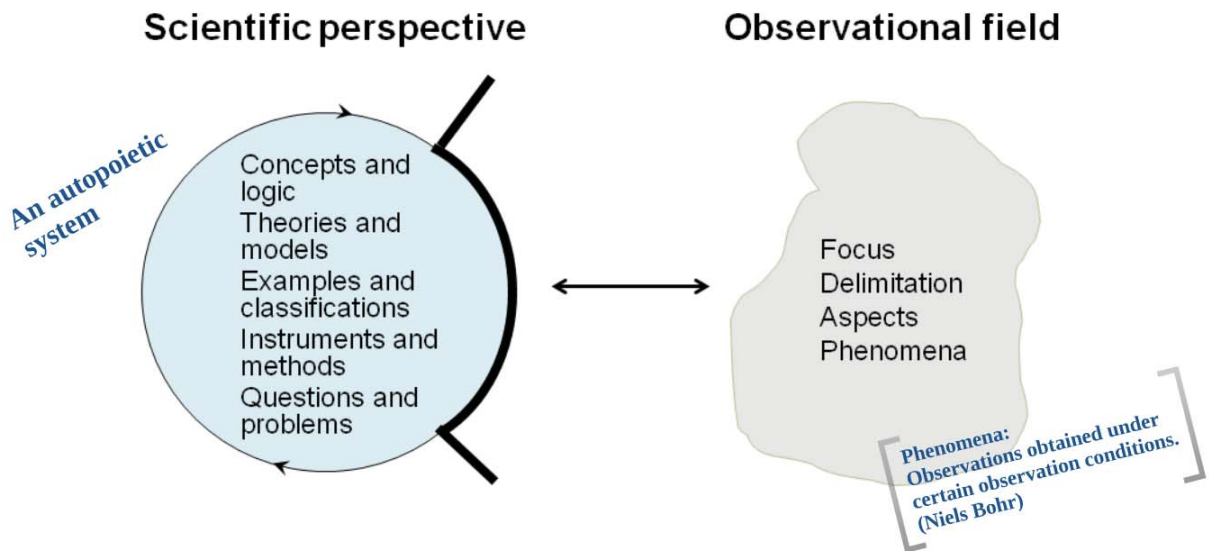 Scientific perspective
Observational field
An autopoietic
system
Concepts and
logic
Theories and
models
Examples and
classifications
Instruments and
methods
Questions and
problems
Focus
Delimitation
Aspects
Phenomena
Phenomena:
Observations obtained under
certain observation conditions.
(Niels Bohr)